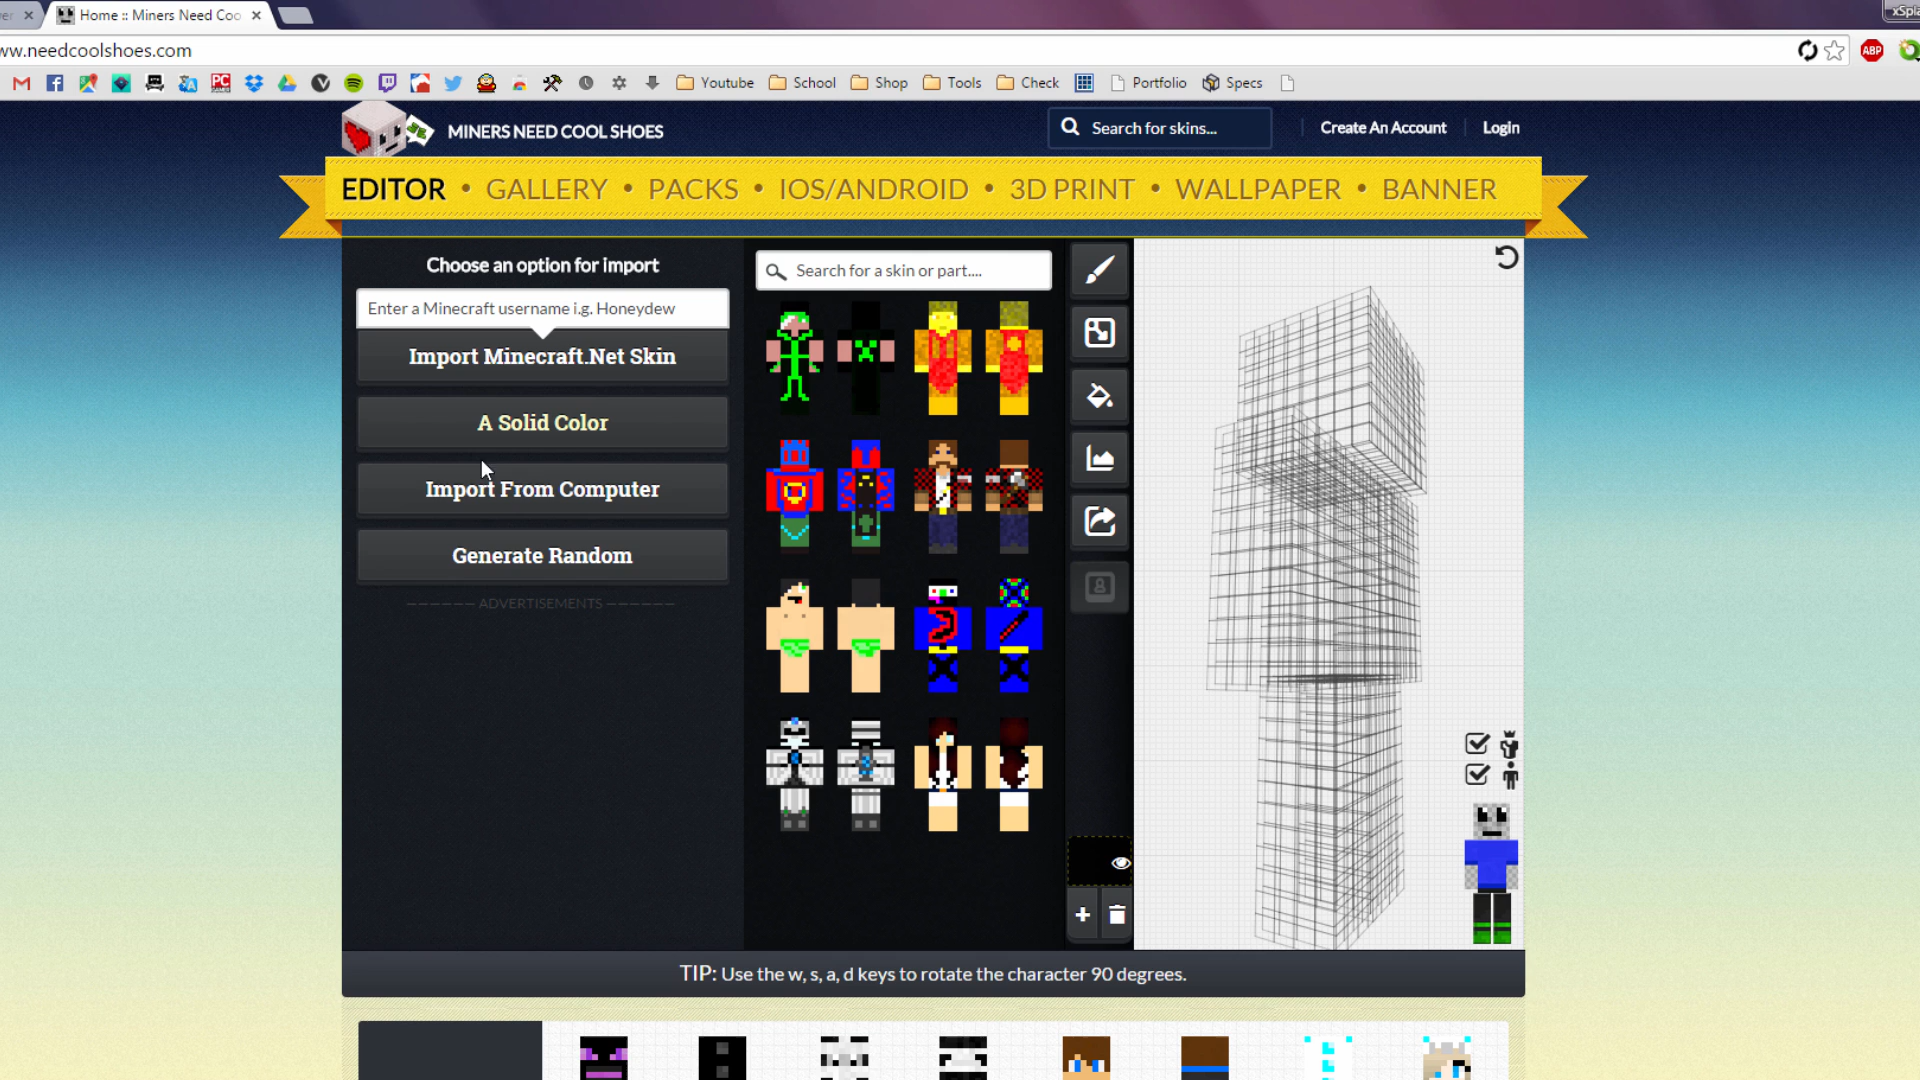 Home :: Miners Need Coo
xSpla
ww.needcoolshoes.com
ABP
Youtube
School
Shop
Tools
Check
Portfolio
Specs
MINERS NEED COOL SHOES
Search for skins...
Create An Account
Login
EDITOR • GALLERY • PACKS • IOS/ANDROID • 3D PRINT • WALLPAPER • BANNER
Choose an option for import
Enter a Minecraft username i.g. Honeydew
Import Minecraft.Net Skin
A Solid Color
Import From Computer
Generate Random
------ ADVERTISEMENTS ------
Search for a skin or part....
TIP: Use the w, s, a, d keys to rotate the character 90 degrees.